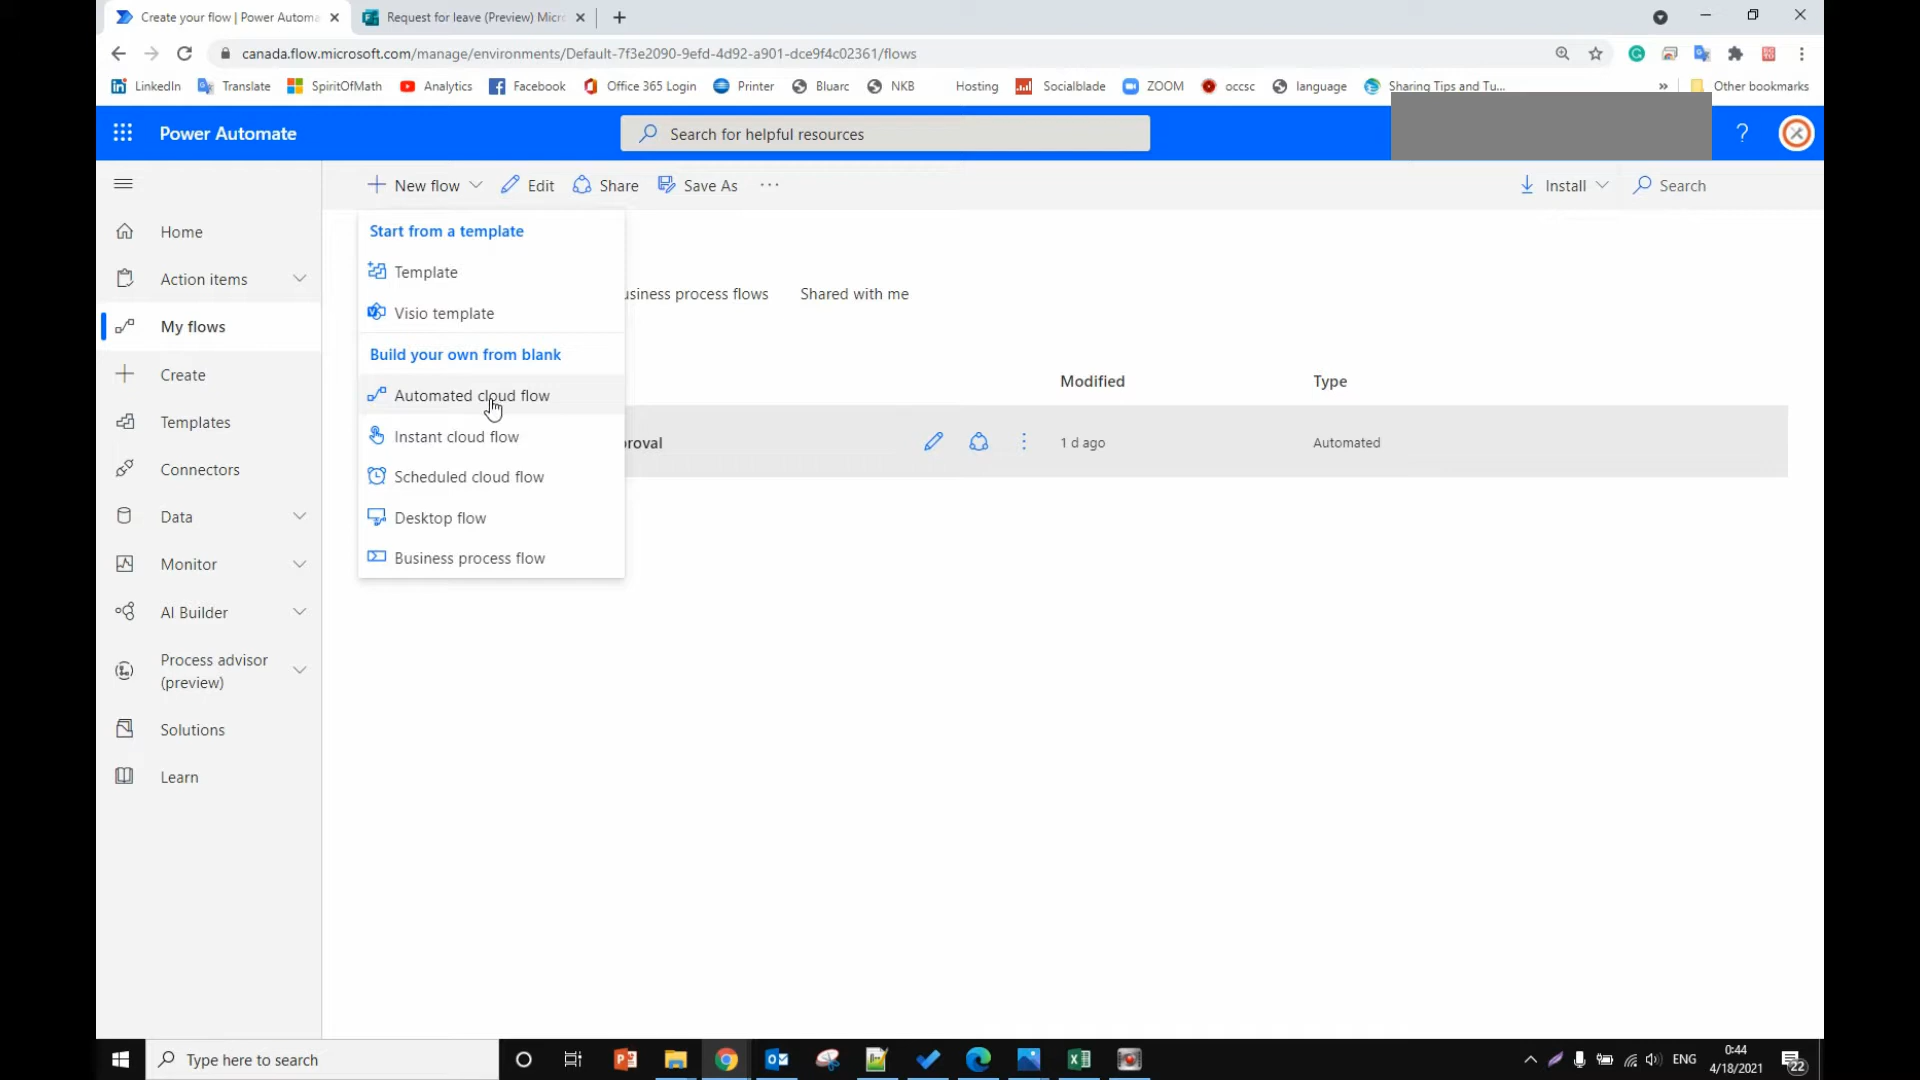 Create your flow | Power Automa
Request for leave (Preview) Micr
canada.flow.microsoft.com/manage/environments/Default-7f3e2090-9efd-4d92-a901-dce9f4c02361/flows
LinkedIn Translate SpiritOfMath Analytics Facebook Office 365 Login Printer Bluarc NKB Hosting Socialblade ZOOM occsc language Sharing Tips and Tu... » Other bookmarks
Power Automate
Search for helpful resources
?
New flow Edit Share Save As ··· Install Search
Home
Action items
My flows
Create
Templates
Connectors
Data
Monitor
AI Builder
Process advisor
(preview)
Solutions
Learn
Start from a template
Template
Visio template
Build your own from blank
Automated cloud flow
Instant cloud flow
Scheduled cloud flow
Desktop flow
Business process flow
usiness process flows Shared with me
Modified Type
proval 1 d ago Automated
Type here to search
ENG
0:44
4/18/2021
22